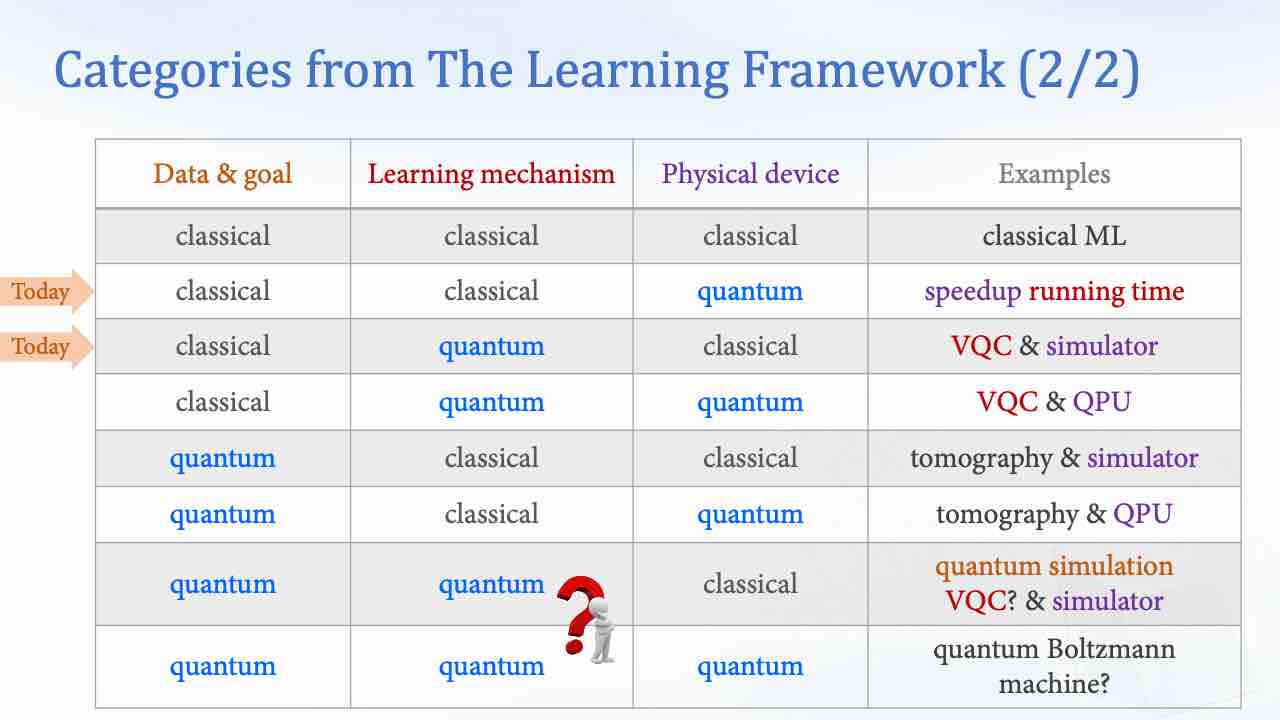 Categories from The Learning Framework (2/2)
Data & goal Learning mechanism Physical device Examples
classical classical classical classical ML
Today classical classical quantum speedup running time
Today classical quantum classical VQC & simulator
classical quantum quantum VQC & QPU
quantum classical classical tomography & simulator
quantum classical quantum tomography & QPU
quantum quantum classical quantum simulation
VQC? & simulator
quantum quantum quantum quantum Boltzmann
machine?